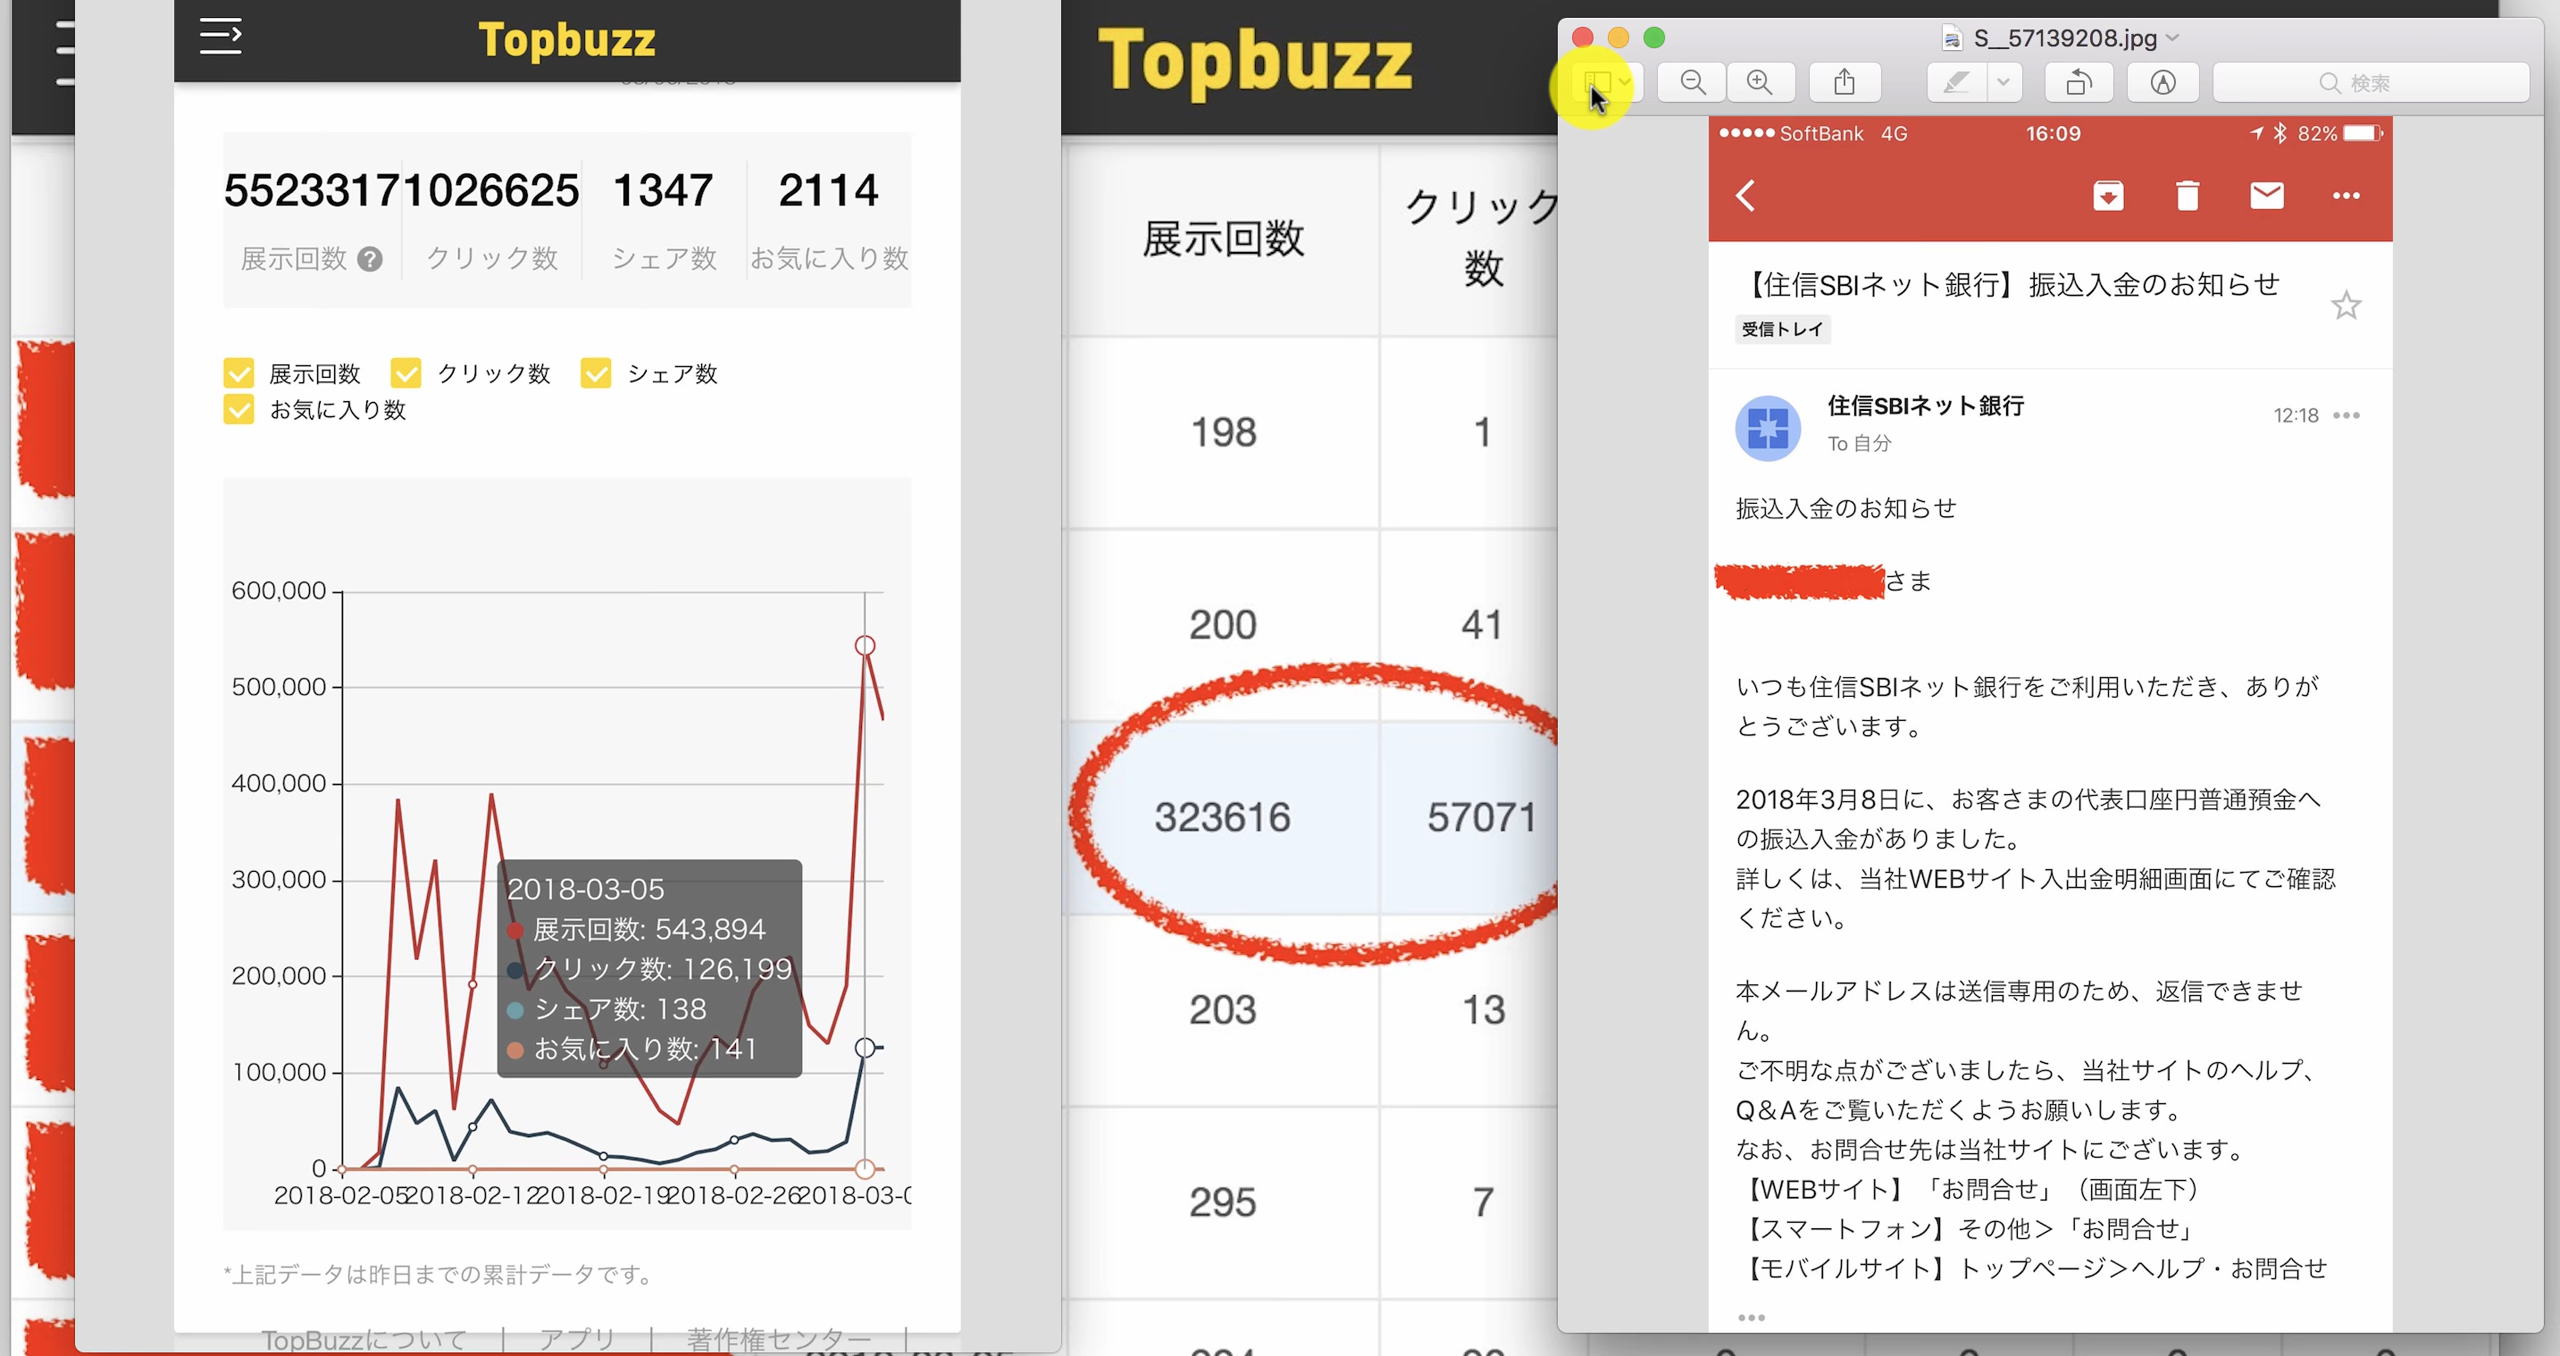 Topbuzz
5523317
1026625
1347
2114
展示回数 ?
クリック数
シェア数
お気に入り数
展示回数
クリック数
シェア数
お気に入り数
600,000
500,000
400,000
300,000
200,000
100,000
0
2018-03-05
展示回数: 543,894
クリック数: 126,199
シェア数: 138
お気に入り数: 141
2018-02-05
2018-02-12
2018-02-19
2018-02-26
2018-03-0
*上記データは昨日までの累計データです。
TopBuzzについて | アプリ | 著作権センター |
Topbuzz
展示回数
クリック
数
198 1
200 41
323616 57071
203 13
295 7
S__57139208.jpg
検索
SoftBank 4G 16:09 82%
【住信SBIネット銀行】振込入金のお知らせ
受信トレイ
住信SBIネット銀行
12:18
To 自分
振込入金のお知らせ
さま
いつも住信SBIネット銀行をご利用いただき、ありが
とうございます。
2018年3月8日に、お客さまの代表口座円普通預金へ
の振込入金がありました。
詳しくは、当社WEBサイト入出金明細画面にてご確認
ください。
本メールアドレスは送信専用のため、返信できませ
ん。
ご不明な点がございましたら、当社サイトのヘルプ、
Q&Aをご覧いただくようお願いします。
なお、お問合せ先は当社サイトにございます。
【WEBサイト】「お問合せ」（画面左下）
【スマートフォン】その他＞「お問合せ」
【モバイルサイト】トップページ＞ヘルプ・お問合せ